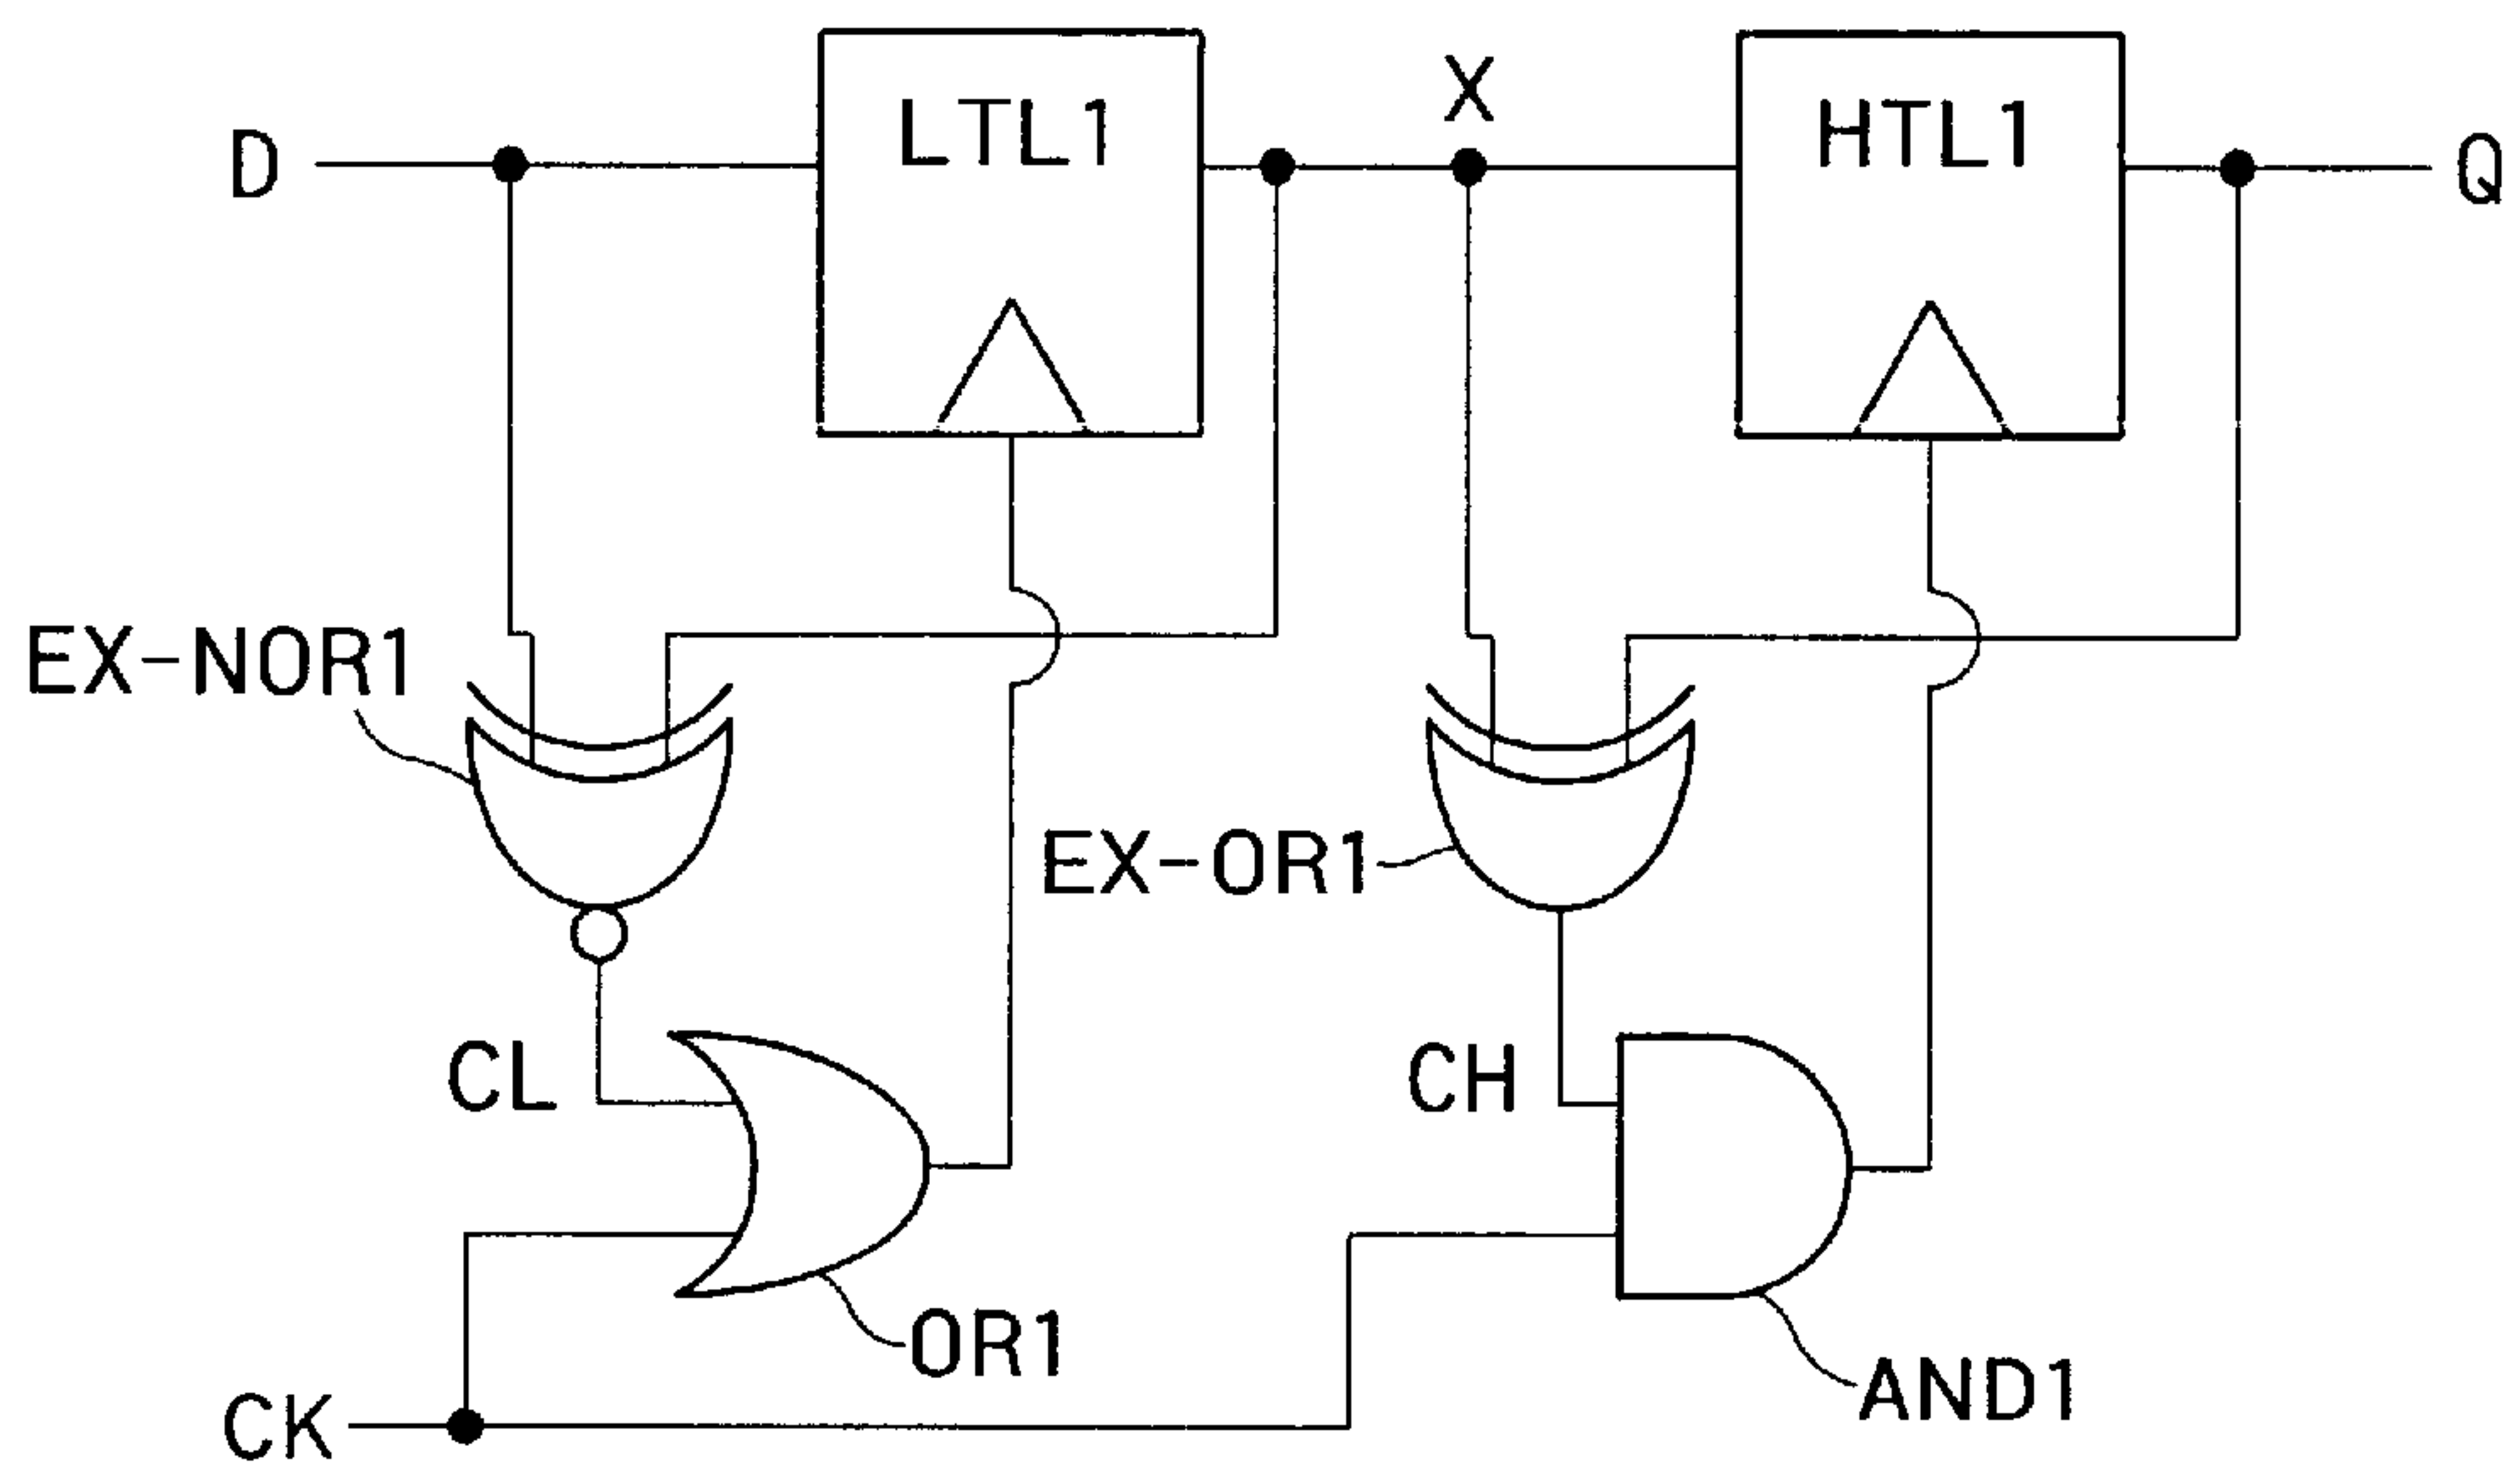 D
LTL1
X
HTL1
Q
EX-NOR1
EX-OR1
CL
CH
OR1
AND1
CK